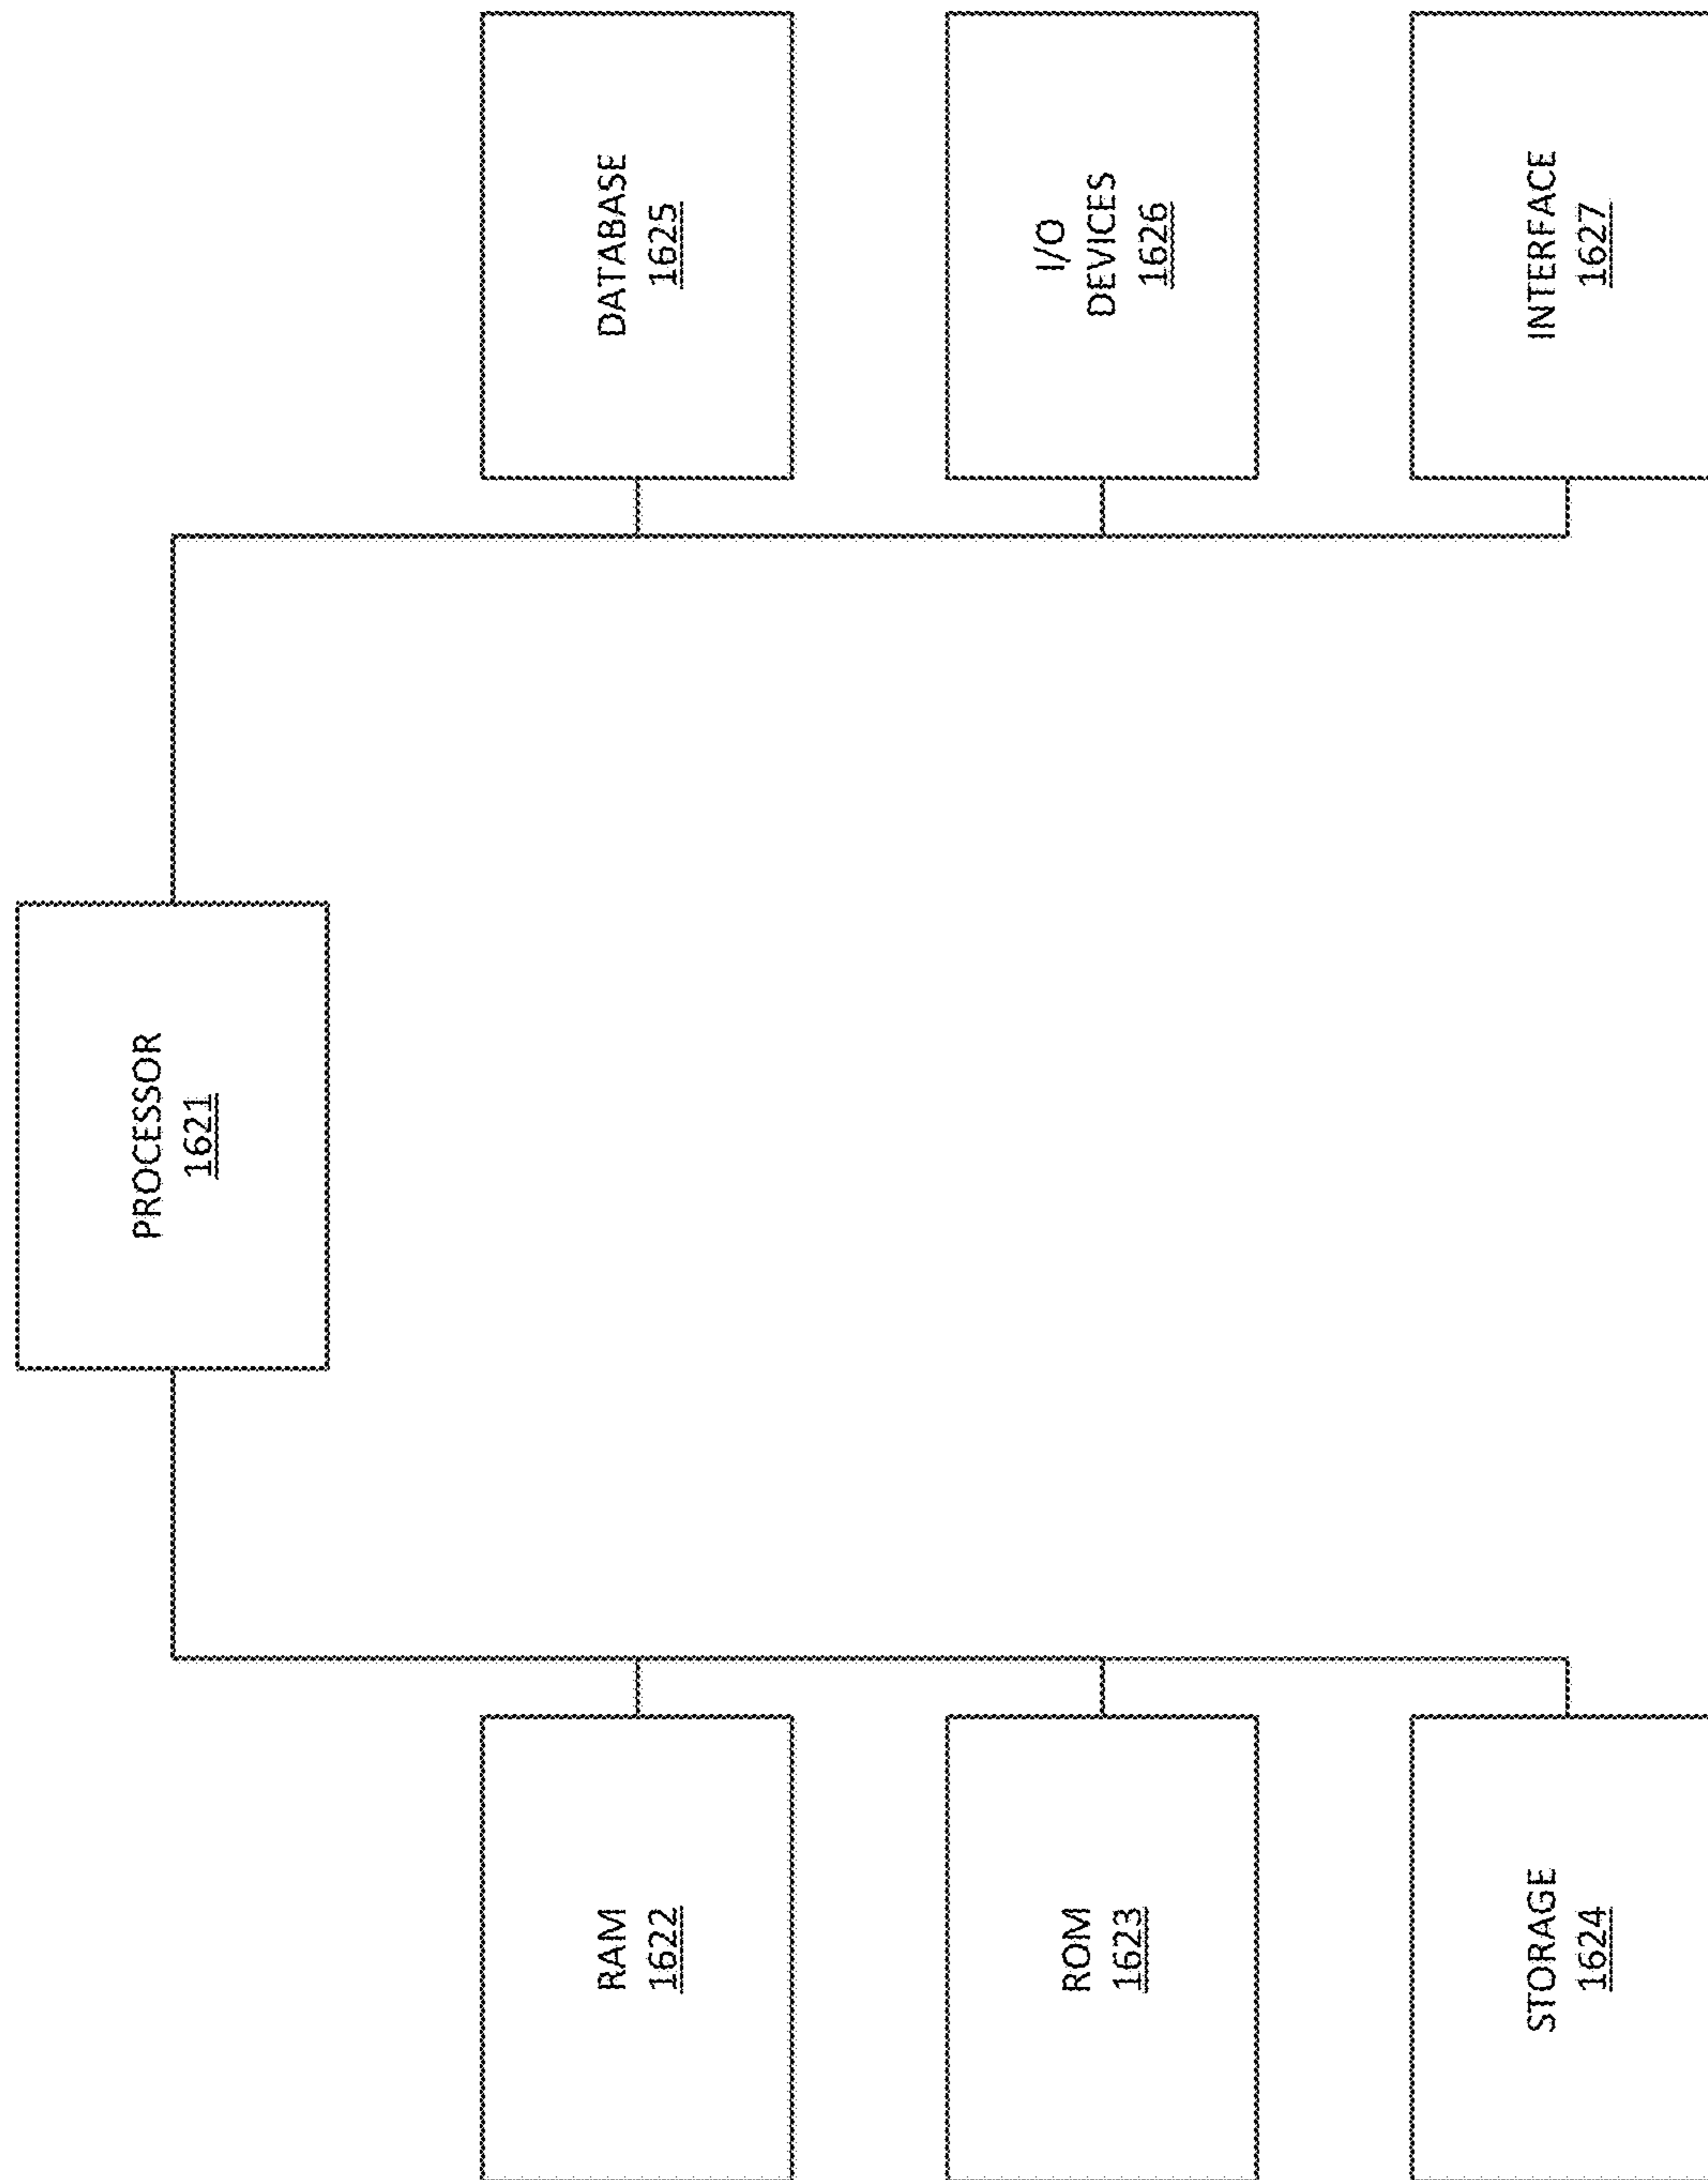 PROCESSOR
1621
RAM
1622
DATABASE
1625
ROM
1623
I/O
DEVICES
1626
STORAGE
1624
INTERFACE
1627